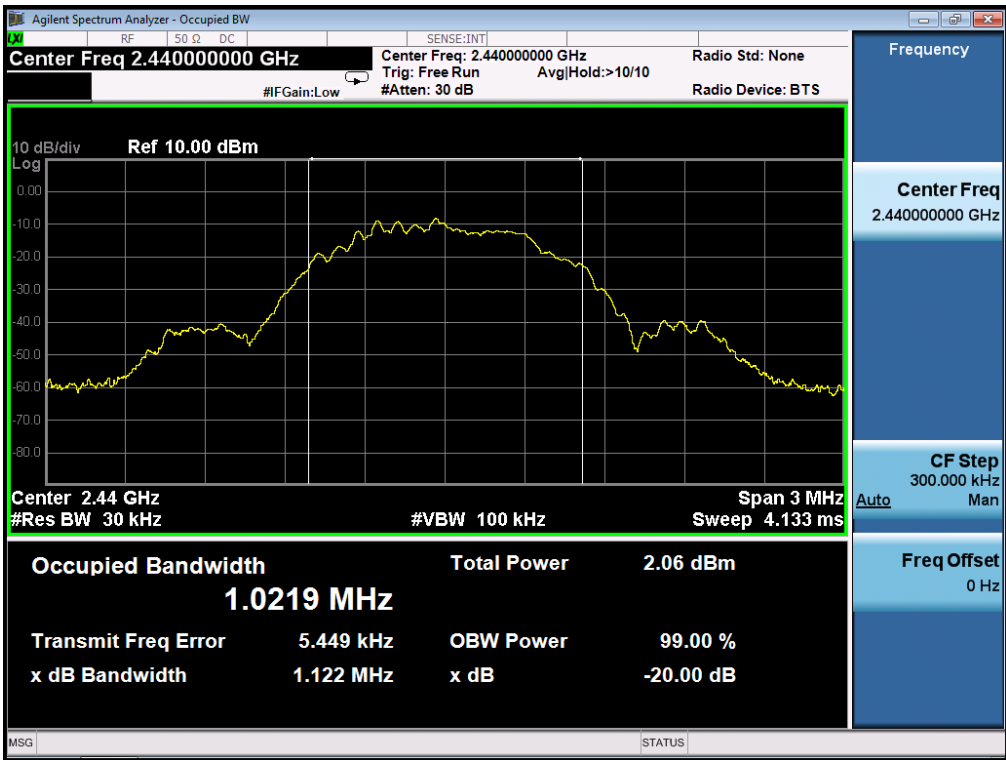 Agilent Spectrum Analyzer - Occupied BW
LXI RF 50 Ω DC SENSE:INT
Center Freq 2.440000000 GHz
#IFGain:Low
Center Freq: 2.440000000 GHz
Trig: Free Run Avg|Hold:>10/10
#Atten: 30 dB
Radio Std: None
Radio Device: BTS
10 dB/div Ref 10.00 dBm
Log
0.00
-10.0
-20.0
-30.0
-40.0
-50.0
-60.0
-70.0
-80.0
Center 2.44 GHz Span 3 MHz
#Res BW 30 kHz #VBW 100 kHz Sweep 4.133 ms
Occupied Bandwidth Total Power 2.06 dBm
1.0219 MHz
Transmit Freq Error 5.449 kHz OBW Power 99.00 %
x dB Bandwidth 1.122 MHz x dB -20.00 dB
MSG STATUS
Frequency
Center Freq
2.440000000 GHz
CF Step
300.000 kHz
Auto Man
Freq Offset
0 Hz